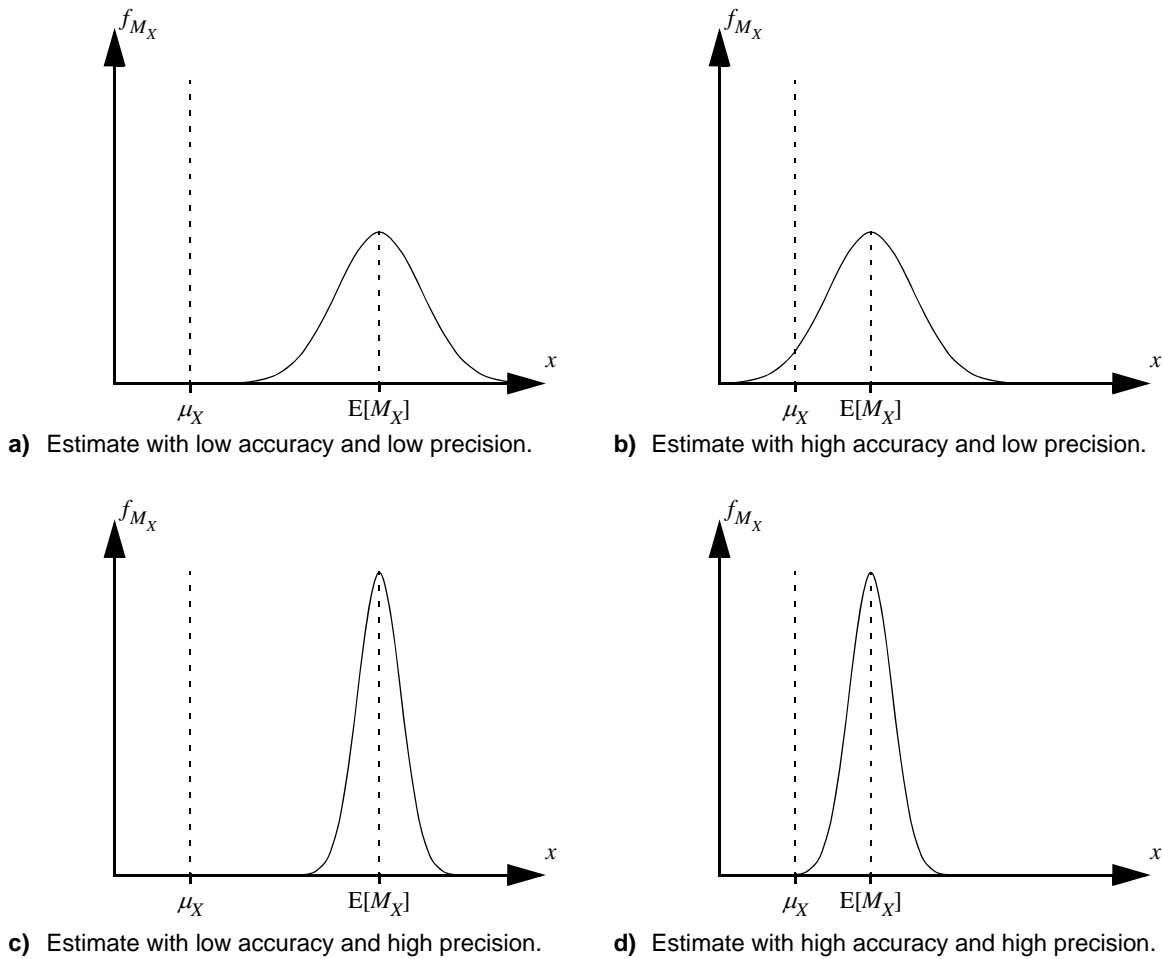 f_{M_X} f_{M_X}
x x
μ_X E[M_X] μ_X E[M_X]
a) Estimate with low accuracy and low precision. b) Estimate with high accuracy and low precision.
f_{M_X} f_{M_X}
x x
μ_X E[M_X] μ_X E[M_X]
c) Estimate with low accuracy and high precision. d) Estimate with high accuracy and high precision.